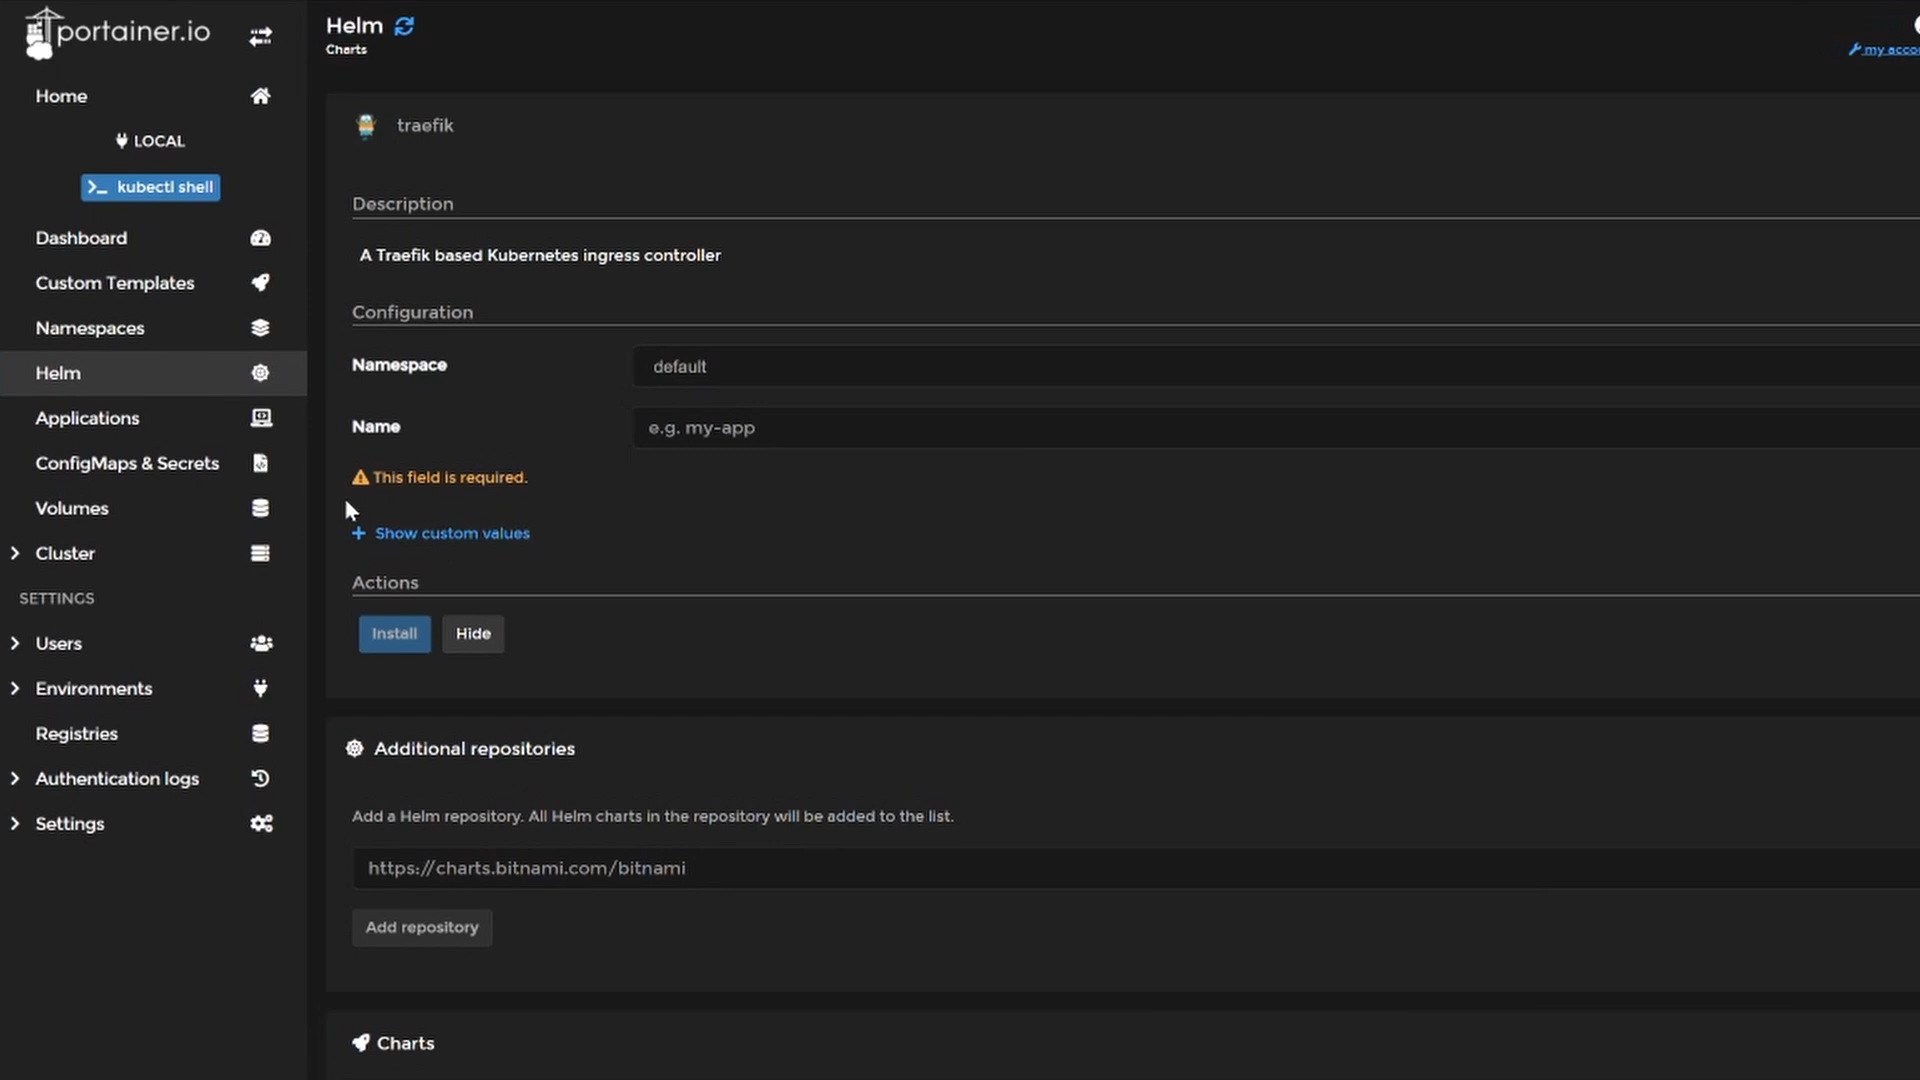 portainer.io
Home
LOCAL
kubectl shell
Dashboard
Custom Templates
Namespaces
Helm
Applications
ConfigMaps & Secrets
Volumes
Cluster
SETTINGS
Users
Environments
Registries
Authentication logs
Settings
Helm
Charts
my acco
traefik
Description
A Traefik based Kubernetes ingress controller
Configuration
Namespace
default
Name
e.g. my-app
This field is required.
Show custom values
Actions
Install
Hide
Additional repositories
Add a Helm repository. All Helm charts in the repository will be added to the list.
https://charts.bitnami.com/bitnami
Add repository
Charts